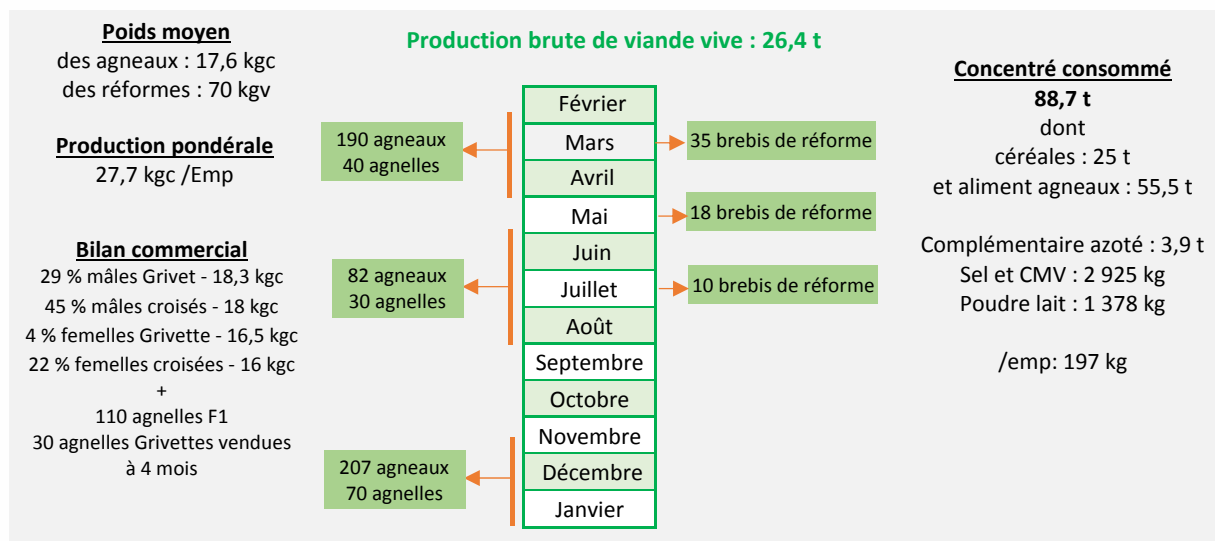 Poids moyen
des agneaux : 17,6 kgc
des réformes : 70 kgv
Production pondérale
27,7 kgc /Emp
Bilan commercial
29 % mâles Grivet - 18,3 kgc
45 % mâles croisés - 18 kgc
4 % femelles Grivette - 16,5 kgc
22 % femelles croisées - 16 kgc
+
110 agnelles F1
30 agnelles Grivettes vendues
à 4 mois
Production brute de viande vive : 26,4 t
190 agneaux
40 agnelles
82 agneaux
30 agnelles
207 agneaux
70 agnelles
Février
Mars
Avril
Mai
Juin
Juillet
Août
Septembre
Octobre
Novembre
Décembre
Janvier
35 brebis de réforme
18 brebis de réforme
10 brebis de réforme
Concentré consommé
88,7 t
dont
céréales : 25 t
et aliment agneaux : 55,5 t
Complémentaire azoté : 3,9 t
Sel et CMV : 2 925 kg
Poudre lait : 1 378 kg
/emp: 197 kg